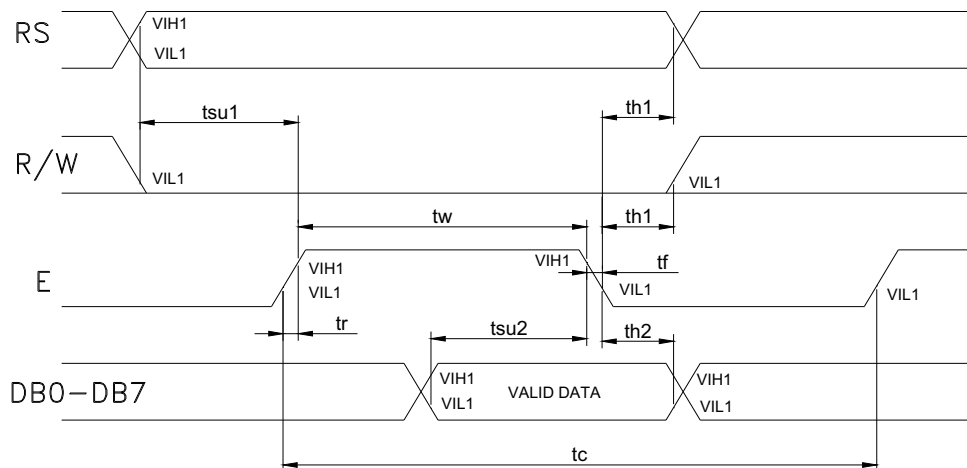 RS
VIH1
VIL1
tsu1
th1
R/W
VIL1
VIL1
tw
th1
E
VIH1
VIL1
VIH1
VIL1
tf
VIL1
tr
tsu2
th2
DB0-DB7
VIH1
VIL1
VALID DATA
VIH1
VIL1
tc